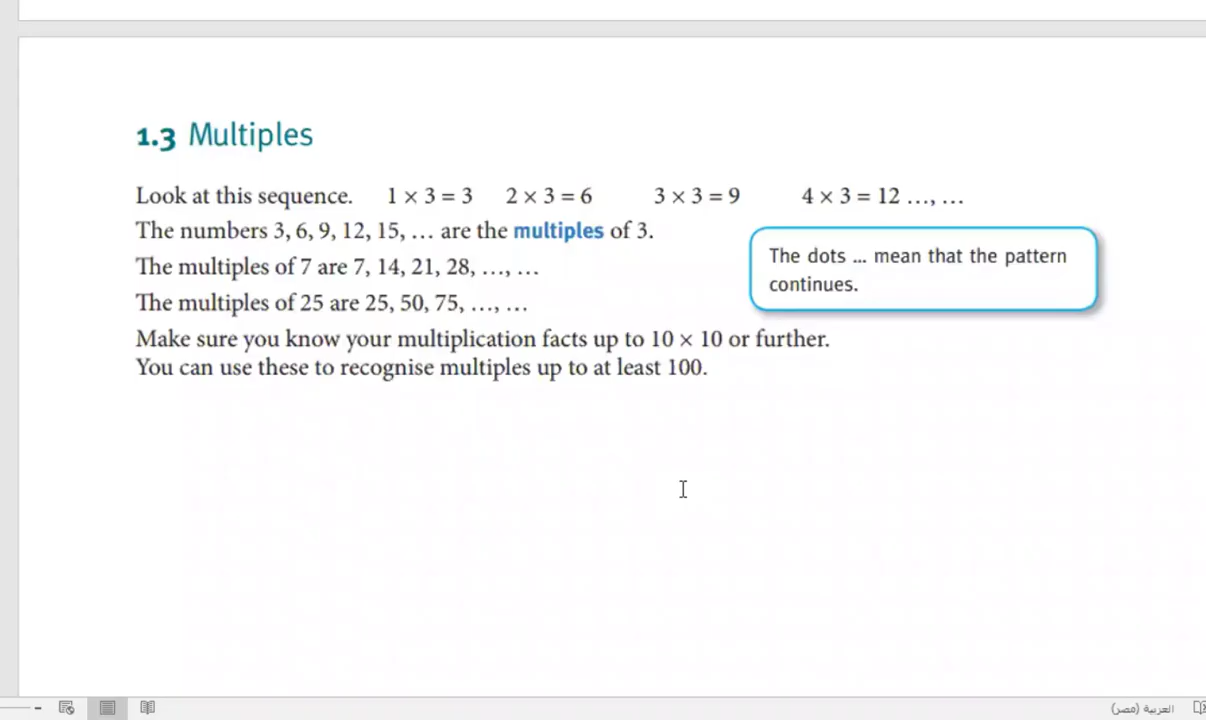 1.3 Multiples
Look at this sequence. 1 × 3 = 3 2 × 3 = 6 3 × 3 = 9 4 × 3 = 12 …, …
The numbers 3, 6, 9, 12, 15, … are the multiples of 3.
The multiples of 7 are 7, 14, 21, 28, …, …
The multiples of 25 are 25, 50, 75, …, …
The dots ... mean that the pattern
continues.
Make sure you know your multiplication facts up to 10 × 10 or further.
You can use these to recognise multiples up to at least 100.
العربية (مصر)